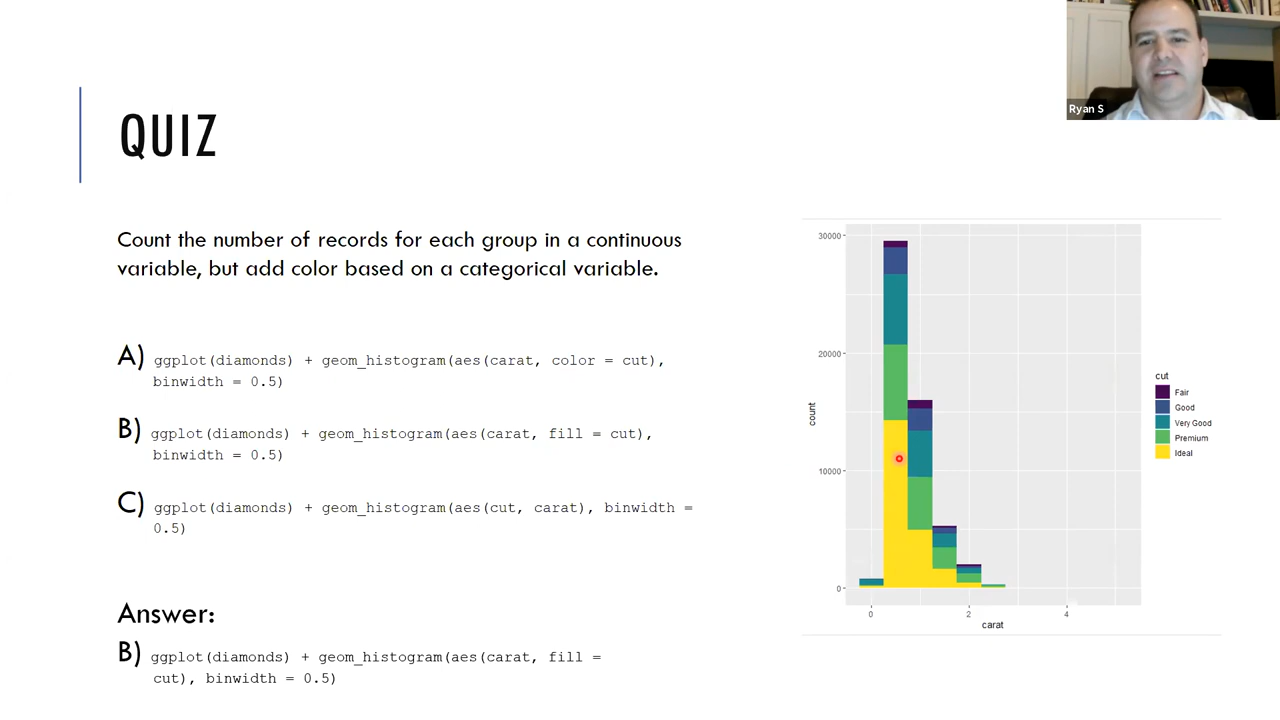 Ryan S
QUIZ
Count the number of records for each group in a continuous
variable, but add color based on a categorical variable.
A) ggplot(diamonds) + geom_histogram(aes(carat, color = cut),
binwidth = 0.5)
B) ggplot(diamonds) + geom_histogram(aes(carat, fill = cut),
binwidth = 0.5)
C) ggplot(diamonds) + geom_histogram(aes(cut, carat), binwidth =
0.5)
Answer:
B) ggplot(diamonds) + geom_histogram(aes(carat, fill =
cut), binwidth = 0.5)
30000
20000
10000
0
count
0 2 4
carat
cut
Fair
Good
Very Good
Premium
Ideal